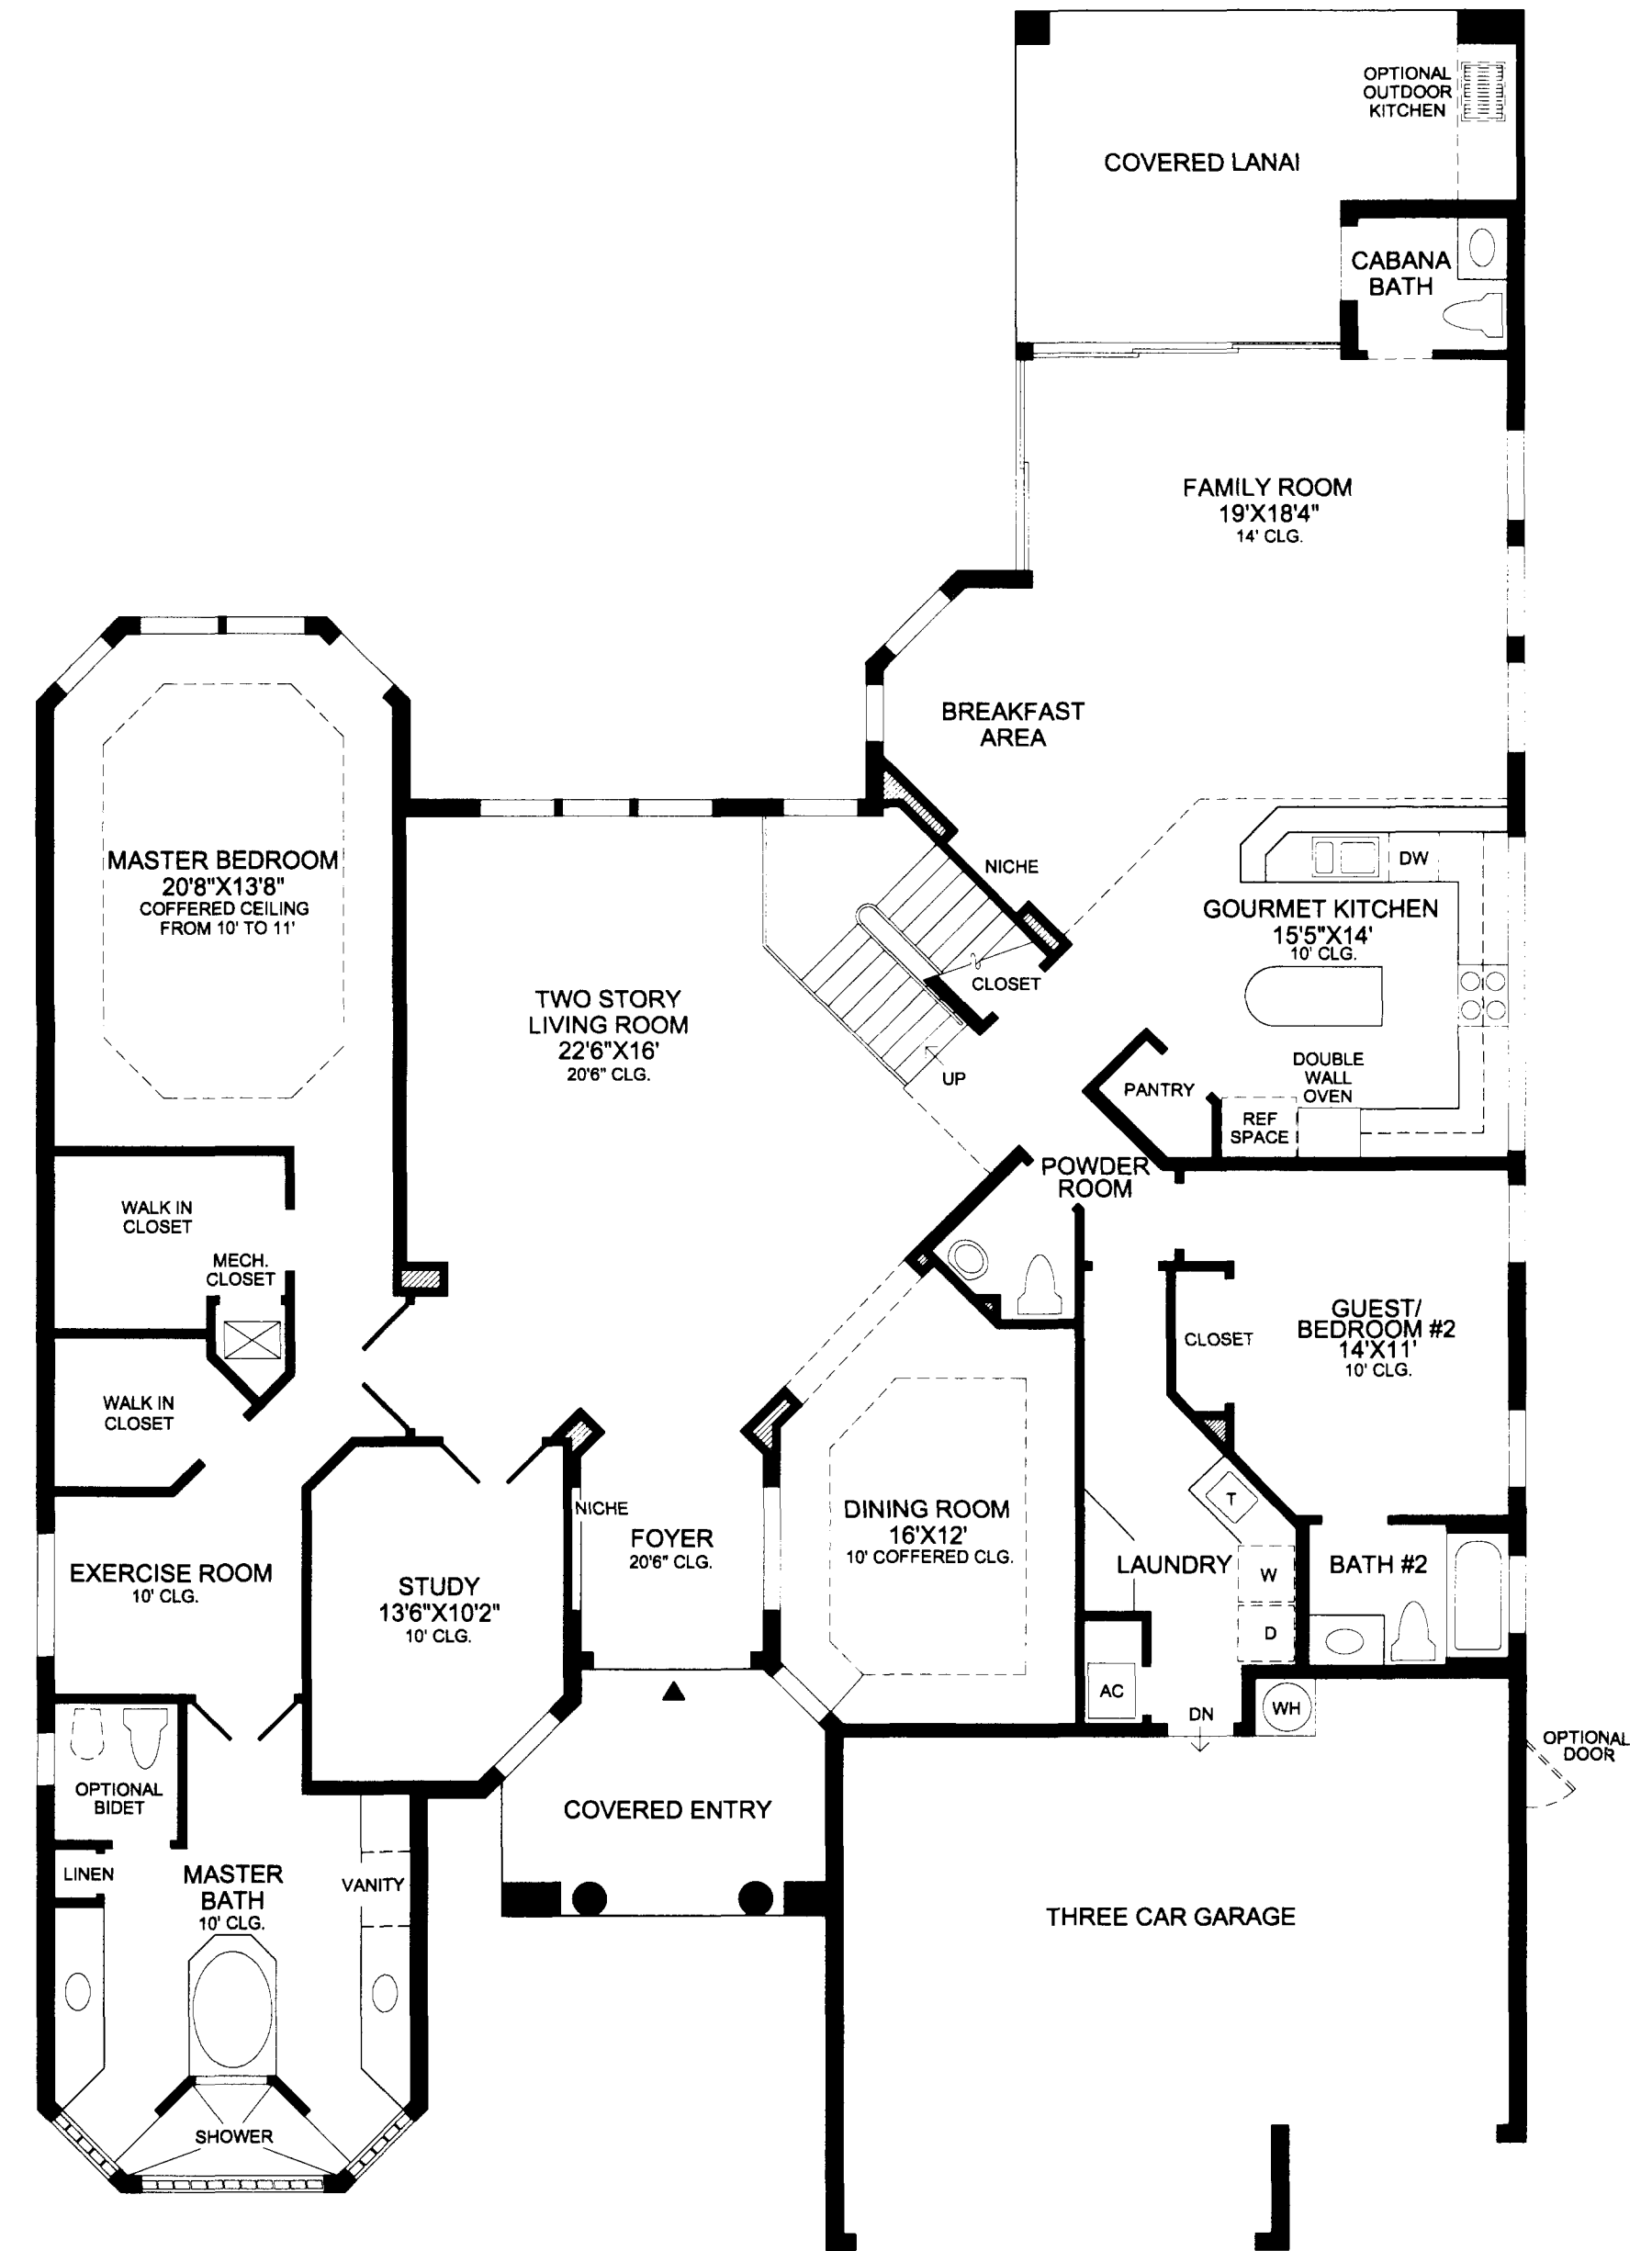 OPTIONAL
OUTDOOR
KITCHEN
COVERED LANAI
CABANA
BATH
FAMILY ROOM
19'X18'4"
14' CLG.
BREAKFAST
AREA
NICHE
DW
GOURMET KITCHEN
15'5"X14'
10' CLG.
CLOSET
UP
DOUBLE
WALL
OVEN
PANTRY
REF
SPACE
MASTER BEDROOM
20'8"X13'8"
COFFERED CEILING
FROM 10' TO 11'
TWO STORY
LIVING ROOM
22'6"X16'
20'6" CLG.
POWDER
ROOM
WALK IN
CLOSET
MECH.
CLOSET
WALK IN
CLOSET
GUEST/
BEDROOM #2
14'X11'
10' CLG.
CLOSET
T
NICHE
FOYER
20'6" CLG.
DINING ROOM
16'X12'
10' COFFERED CLG.
LAUNDRY
W
D
BATH #2
EXERCISE ROOM
10' CLG.
STUDY
13'6"X10'2"
10' CLG.
AC
DN
WH
OPTIONAL
DOOR
OPTIONAL
BIDET
COVERED ENTRY
LINEN
MASTER
BATH
10' CLG.
VANITY
THREE CAR GARAGE
SHOWER